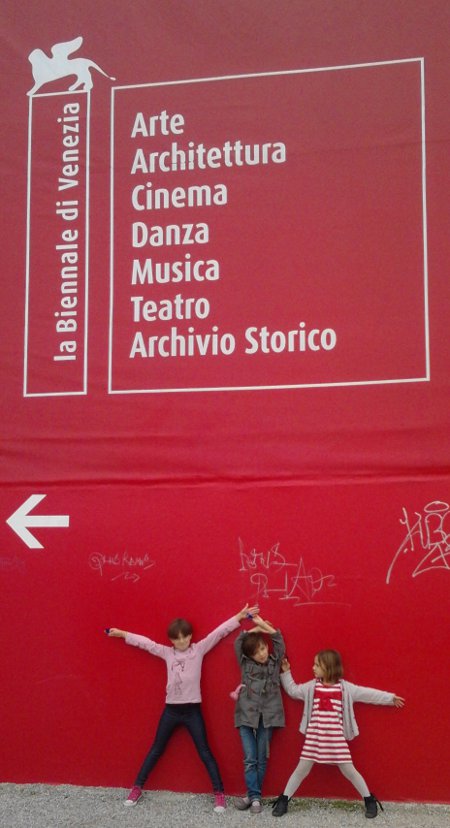 la Biennale di Venezia
Arte
Architettura
Cinema
Danza
Musica
Teatro
Archivio Storico